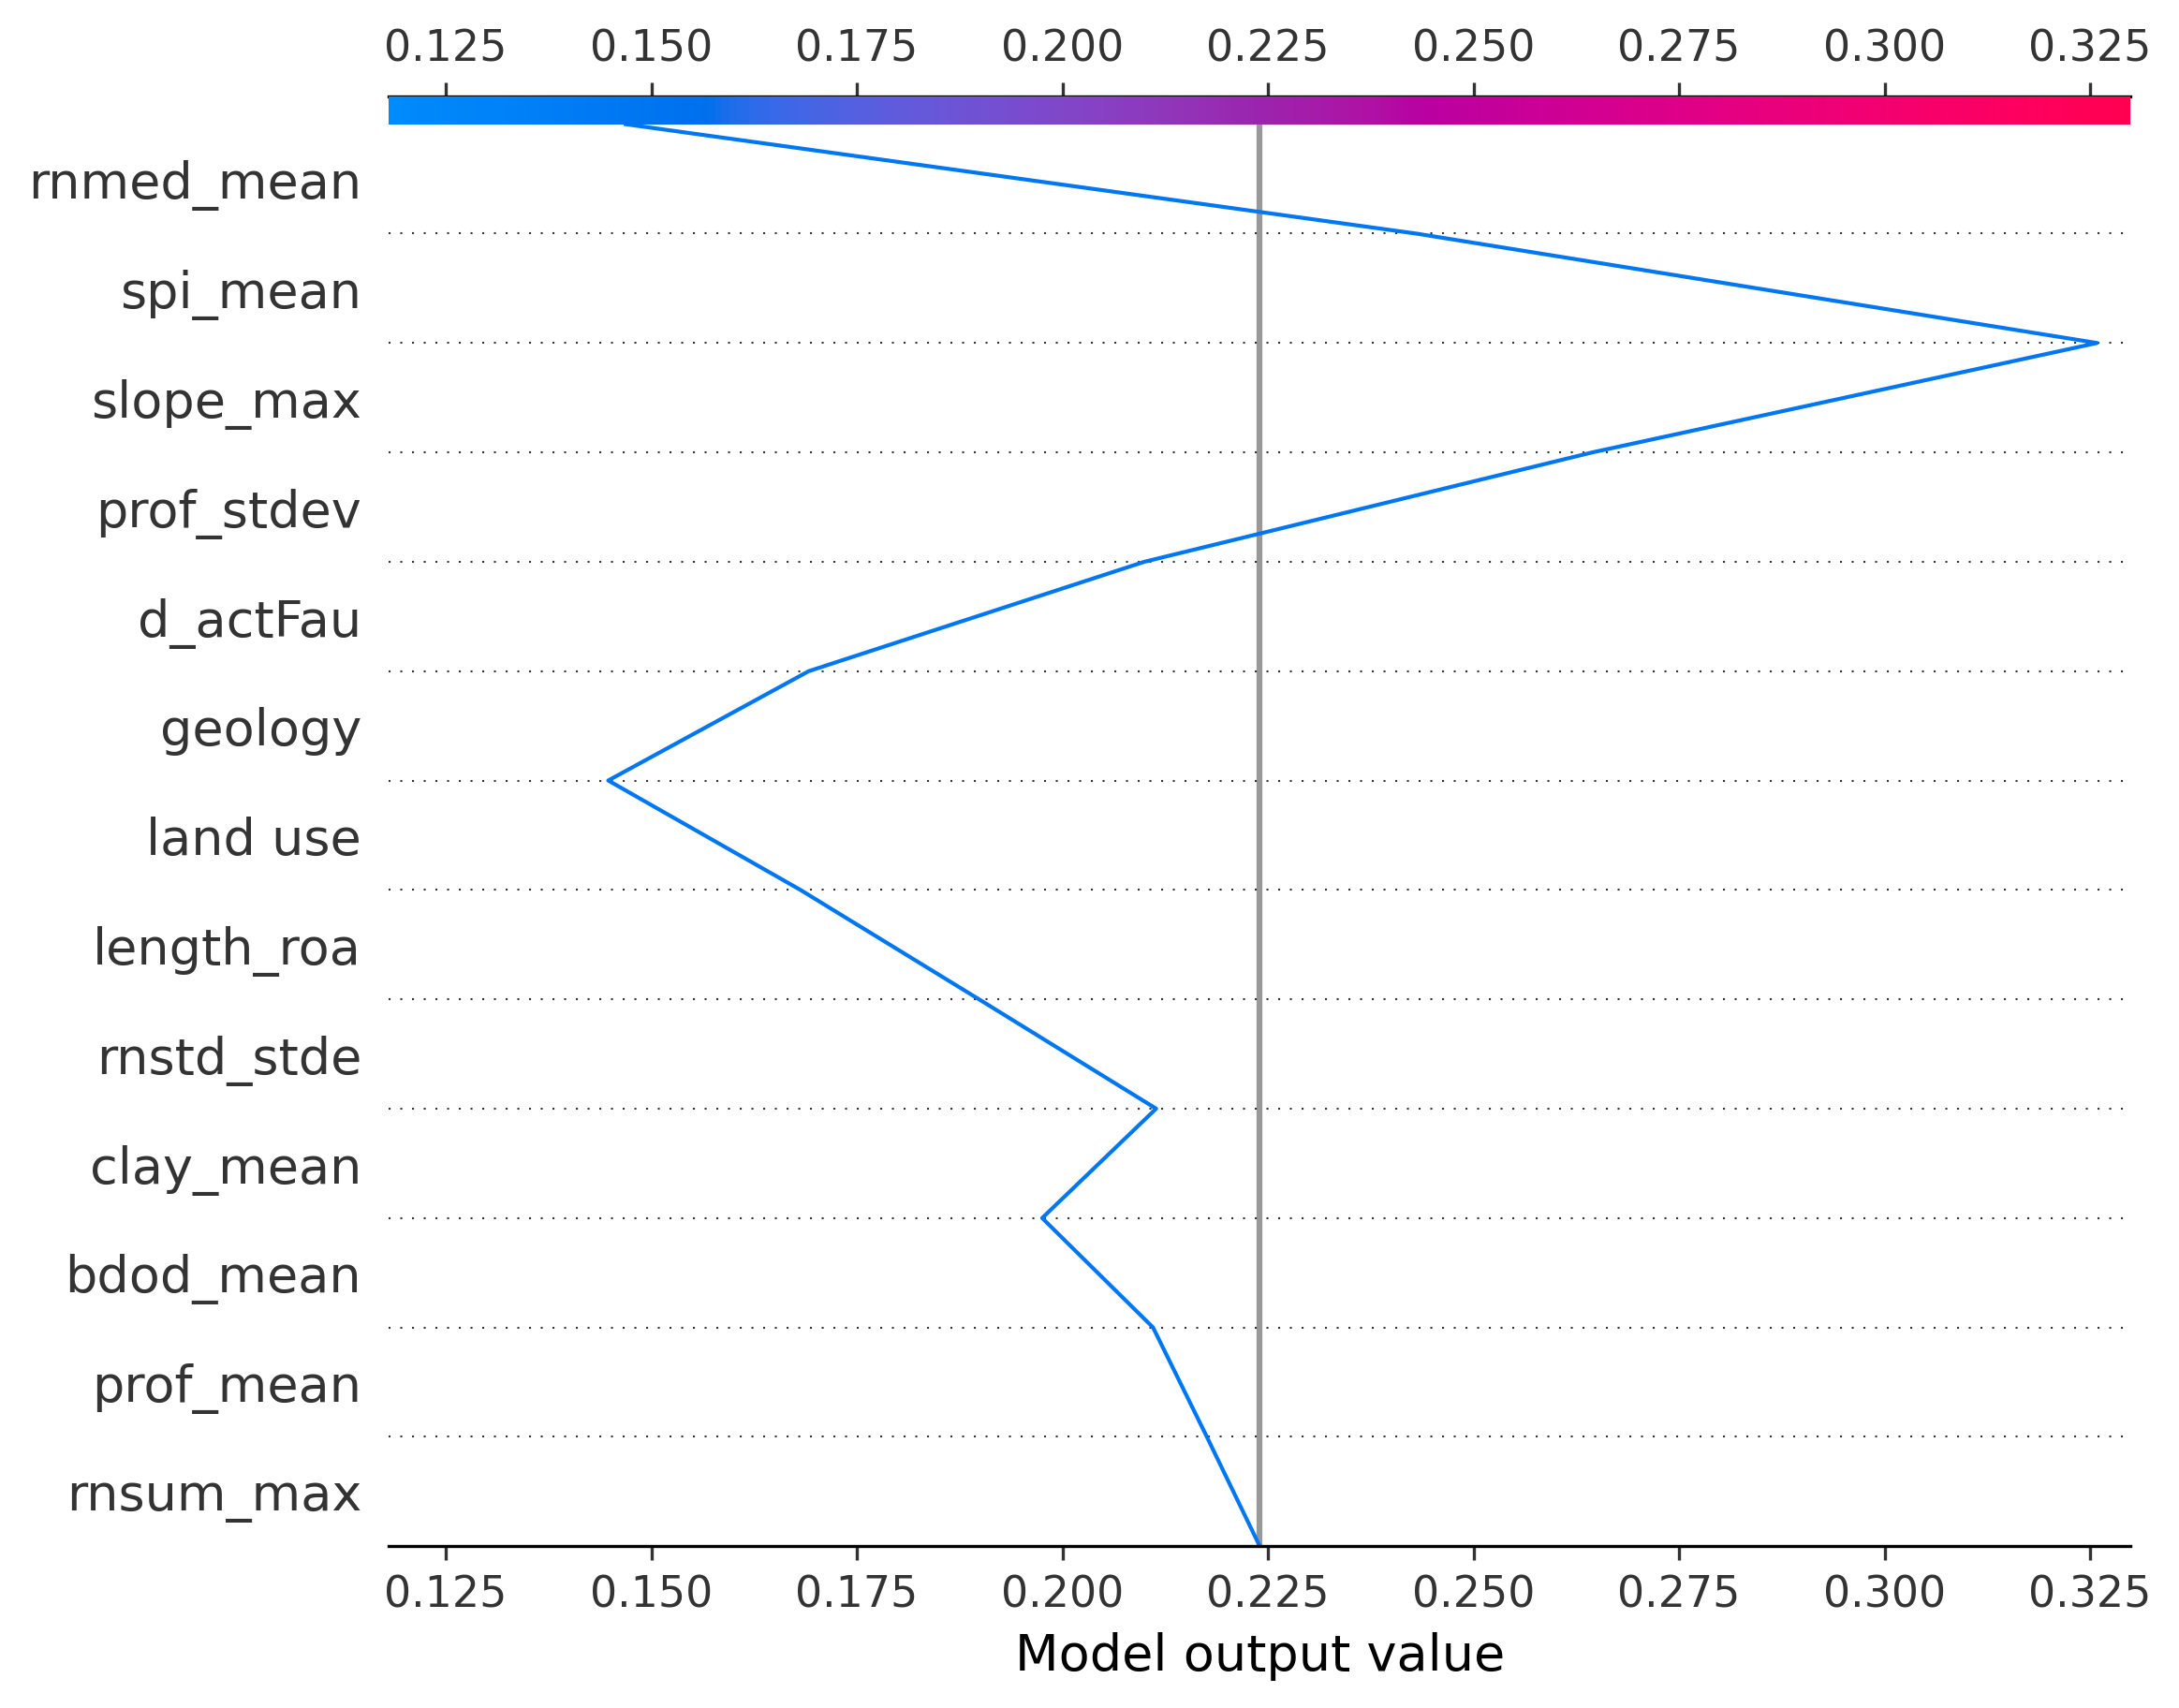 0.125 0.150 0.175 0.200 0.225 0.250 0.275 0.300 0.325
rnmed_mean
spi_mean
slope_max
prof_stdev
d_actFau
geology
land use
length_roa
rnstd_stde
clay_mean
bdod_mean
prof_mean
rnsum_max
0.125 0.150 0.175 0.200 0.225 0.250 0.275 0.300 0.325
Model output value